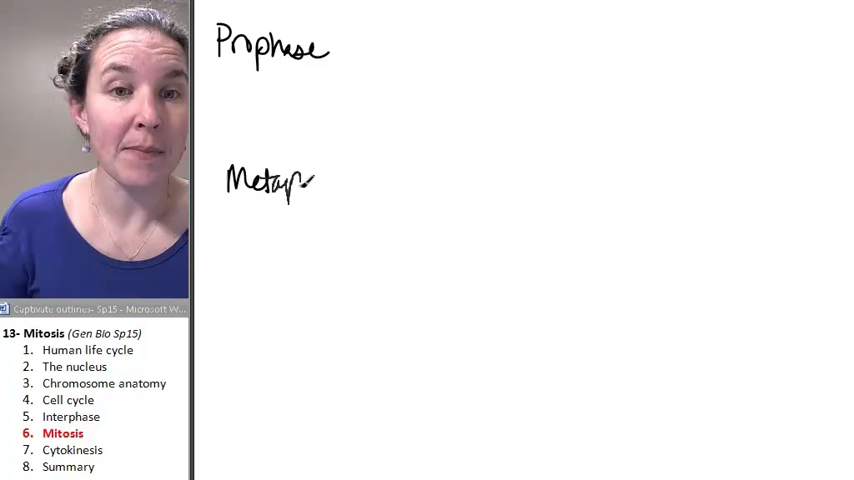 Prophase
Metap
Captivate outlines- Sp15 - Microsoft W...
13- Mitosis (Gen Bio Sp15)
1. Human life cycle
2. The nucleus
3. Chromosome anatomy
4. Cell cycle
5. Interphase
6. Mitosis
7. Cytokinesis
8. Summary